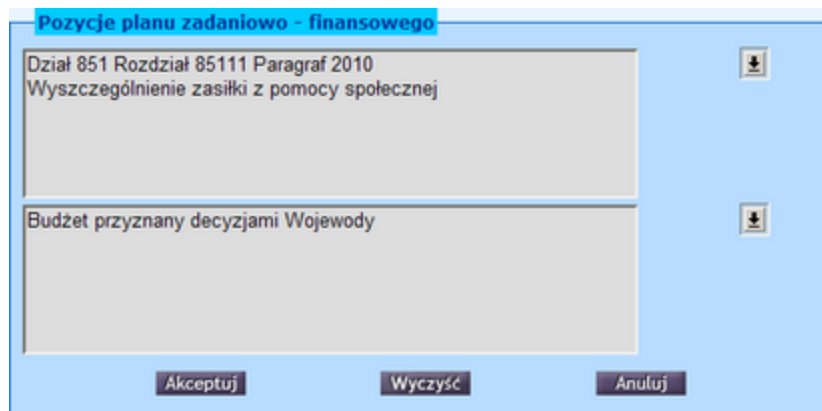 Pozycje planu zadaniowo - finansowego
Dział 851 Rozdział 85111 Paragraf 2010
Wyszczególnienie zasiłki z pomocy społecznej
Budżet przyznany decyzjami Wojewody
Akceptuj Wyczyść Anuluj